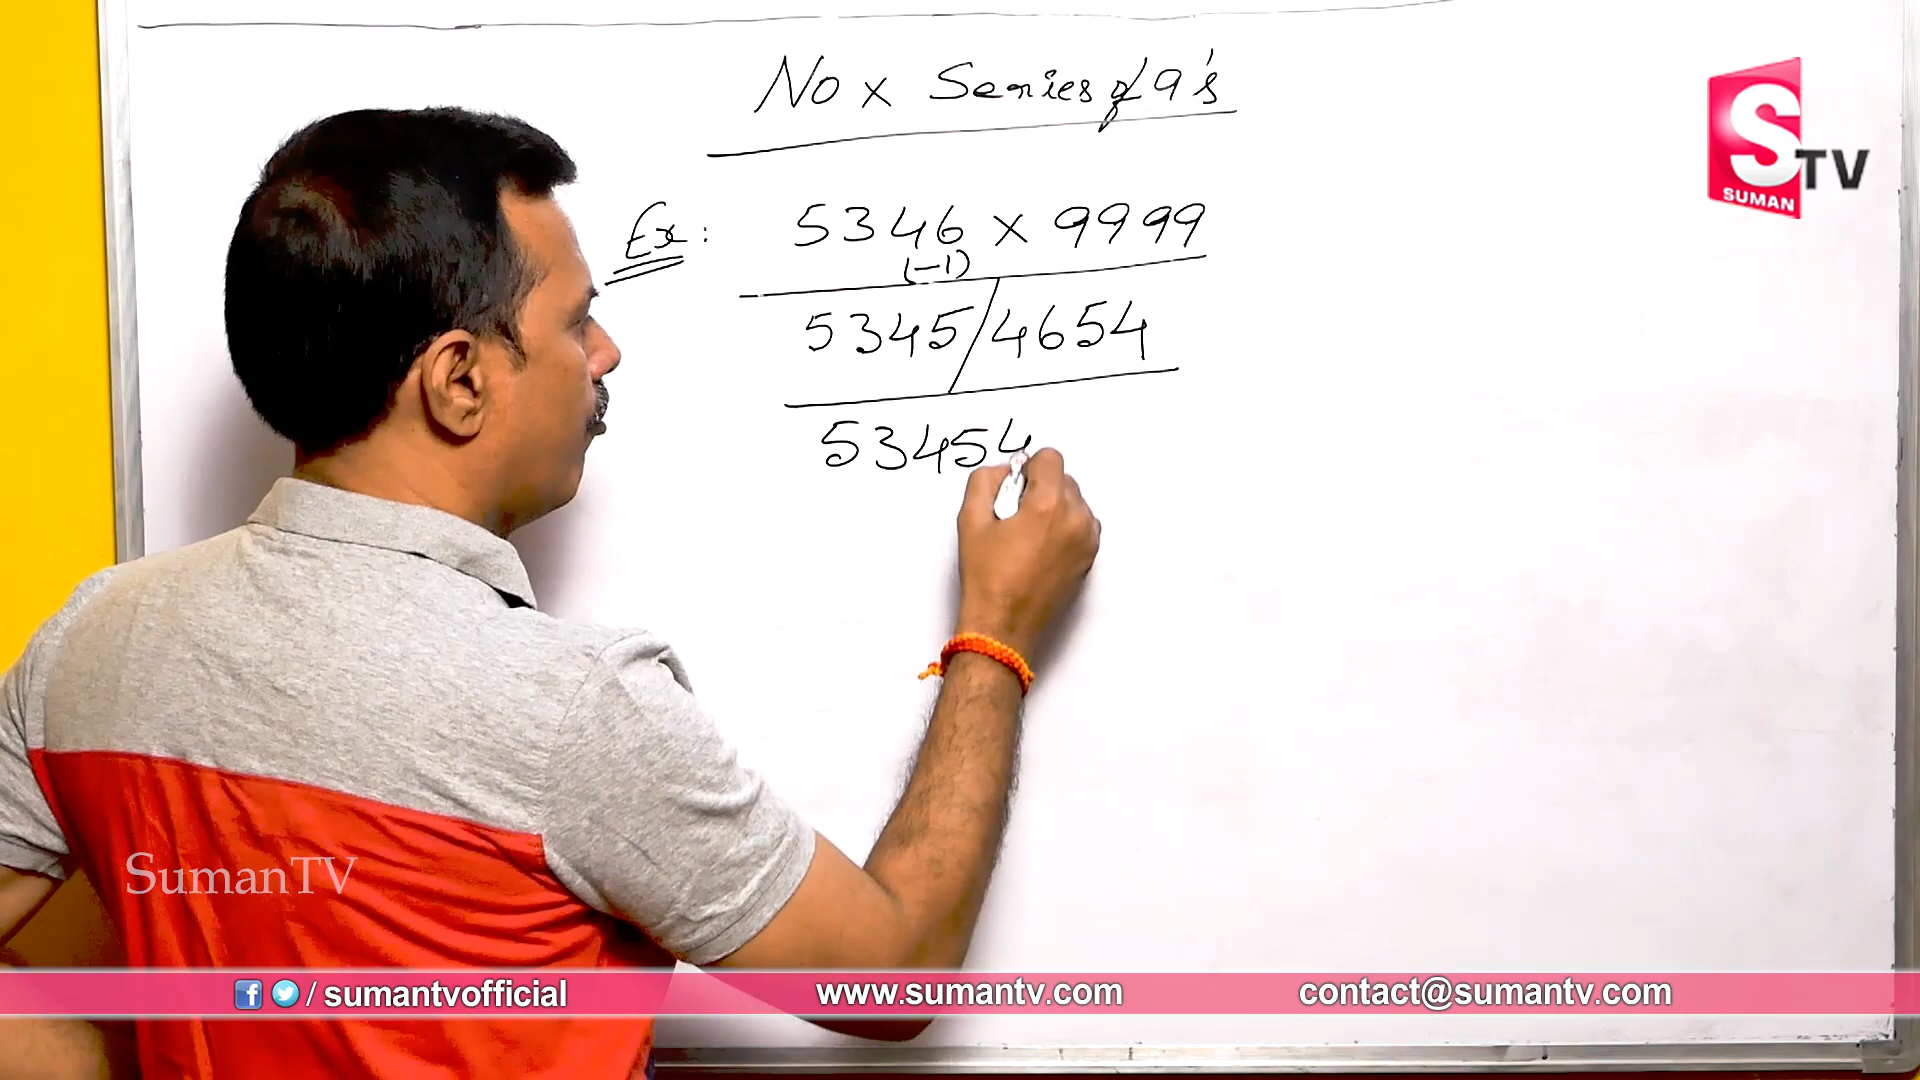 No x Series of 9's
Ex: 5346 x 9999
(-1)
5345/4654
53454
S TV
SUMAN
SumanTV
/ sumantvofficial
www.sumantv.com
contact@sumantv.com